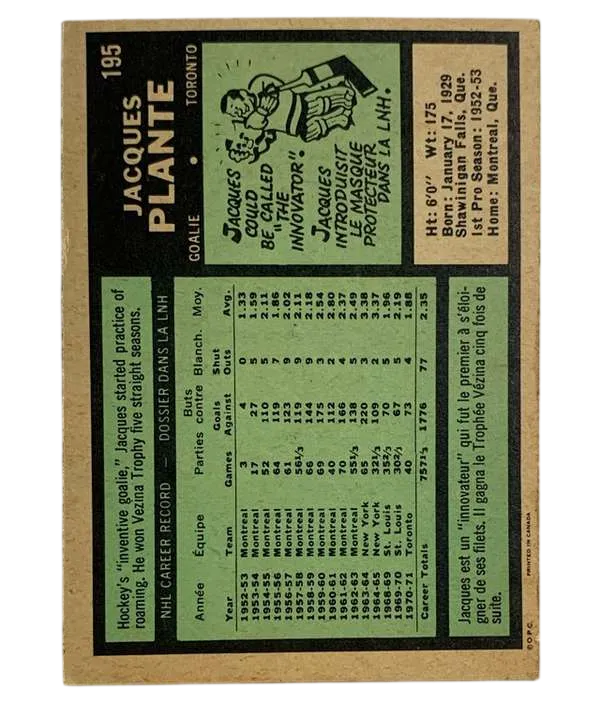 195
JACQUES
PLANTE
GOALIE • TORONTO
Hockey's "inventive goalie," Jacques started practice of
roaming. He won Vezina Trophy five straight seasons.
NHL CAREER RECORD — DOSSIER DANS LA LNH
Année Équipe Parties Buts contre Blanch. Moy.
Year Team Games Goals Against Shut Outs Avg.
1952-53 Montreal 3 4 0 1.33
1953-54 Montreal 17 27 5 1.59
1954-55 Montreal 52 110 5 2.11
1955-56 Montreal 64 119 7 1.86
1956-57 Montreal 61 123 9 2.02
1957-58 Montreal 56⅓ 119 9 2.11
1958-59 Montreal 66 144 9 2.18
1959-60 Montreal 69 175 3 2.54
1960-61 Montreal 40 112 2 2.80
1961-62 Montreal 70 166 4 2.37
1962-63 Montreal 55⅓ 138 5 2.49
1963-64 New York 65 220 3 3.38
1964-65 New York 32⅓ 109 2 3.37
1968-69 St. Louis 35⅔ 70 5 1.96
1969-70 St. Louis 30⅔ 67 5 2.19
1970-71 Toronto 40 73 4 1.88
Career Totals 757⅓ 1776 77 2.35
JACQUES
COULD
BE CALLED
"THE
INNOVATOR".
JACQUES
INTRODUISIT
LE MASQUE
PROTECTEUR
DANS LA LNH.
Ht: 6'0" Wt: 175
Born: January 17, 1929
Shawinigan Falls, Que.
1st Pro Season: 1952-53
Home: Montreal, Que.
Jacques est un "innovateur" qui fut le premier à s'éloi-
gner de ses filets. Il gagna le Trophée Vézina cinq fois de
suite.
© O.P.C. PRINTED IN CANADA